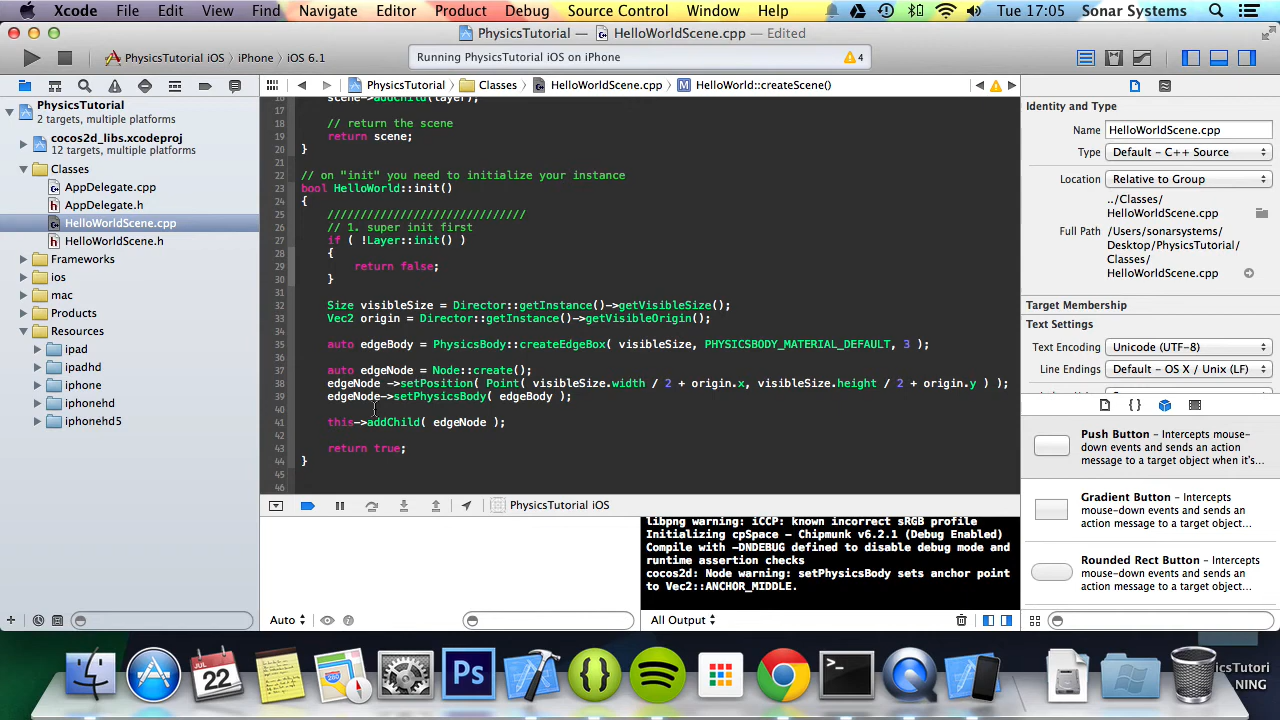 Xcode File Edit View Find Navigate Editor Product Debug Source Control Window Help Tue 17:05 Sonar Systems
PhysicsTutorial — HelloWorldScene.cpp — Edited
PhysicsTutorial iOS › iPhone › iOS 6.1
Running PhysicsTutorial iOS on iPhone 4
PhysicsTutorial
2 targets, multiple platforms
cocos2d_libs.xcodeproj
12 targets, multiple platforms
Classes
AppDelegate.cpp
AppDelegate.h
HelloWorldScene.cpp
HelloWorldScene.h
Frameworks
ios
mac
Products
Resources
ipad
ipadhd
iphone
iphonehd
iphonehd5
PhysicsTutorial Classes HelloWorldScene.cpp M HelloWorld::createScene()
16 scene->addChild(layer);
17
18 // return the scene
19 return scene;
20 }
21
22 // on "init" you need to initialize your instance
23 bool HelloWorld::init()
24 {
25 //////////////////////////////
26 // 1. super init first
27 if ( !Layer::init() )
28 {
29 return false;
30 }
31
32 Size visibleSize = Director::getInstance()->getVisibleSize();
33 Vec2 origin = Director::getInstance()->getVisibleOrigin();
34
35 auto edgeBody = PhysicsBody::createEdgeBox( visibleSize, PHYSICSBODY_MATERIAL_DEFAULT, 3 );
36
37 auto edgeNode = Node::create();
38 edgeNode ->setPosition( Point( visibleSize.width / 2 + origin.x, visibleSize.height / 2 + origin.y ) );
39 edgeNode->setPhysicsBody( edgeBody );
40
41 this->addChild( edgeNode );
42
43 return true;
44 }
45
46
PhysicsTutorial iOS
libpng warning: iCCP: known incorrect sRGB profile
Initializing cpSpace - Chipmunk v6.2.1 (Debug Enabled)
Compile with -DNDEBUG defined to disable debug mode and
runtime assertion checks
cocos2d: Node warning: setPhysicsBody sets anchor point
to Vec2::ANCHOR_MIDDLE.
Auto
All Output
Identity and Type
Name HelloWorldScene.cpp
Type Default - C++ Source
Location Relative to Group
../Classes/
HelloWorldScene.cpp
Full Path /Users/sonarsystems/
Desktop/PhysicsTutorial/
Classes/
HelloWorldScene.cpp
Target Membership
Text Settings
Text Encoding Unicode (UTF-8)
Line Endings Default - OS X / Unix (LF)
Push Button - Intercepts mouse-
down events and sends an action
message to a target object when it's...
Gradient Button - Intercepts
mouse-down events and sends an
action message to a target object...
Rounded Rect Button - Intercepts
mouse-down events and sends an
action message to a target object...
JUL
22
280
Ps
icsTutori
NING